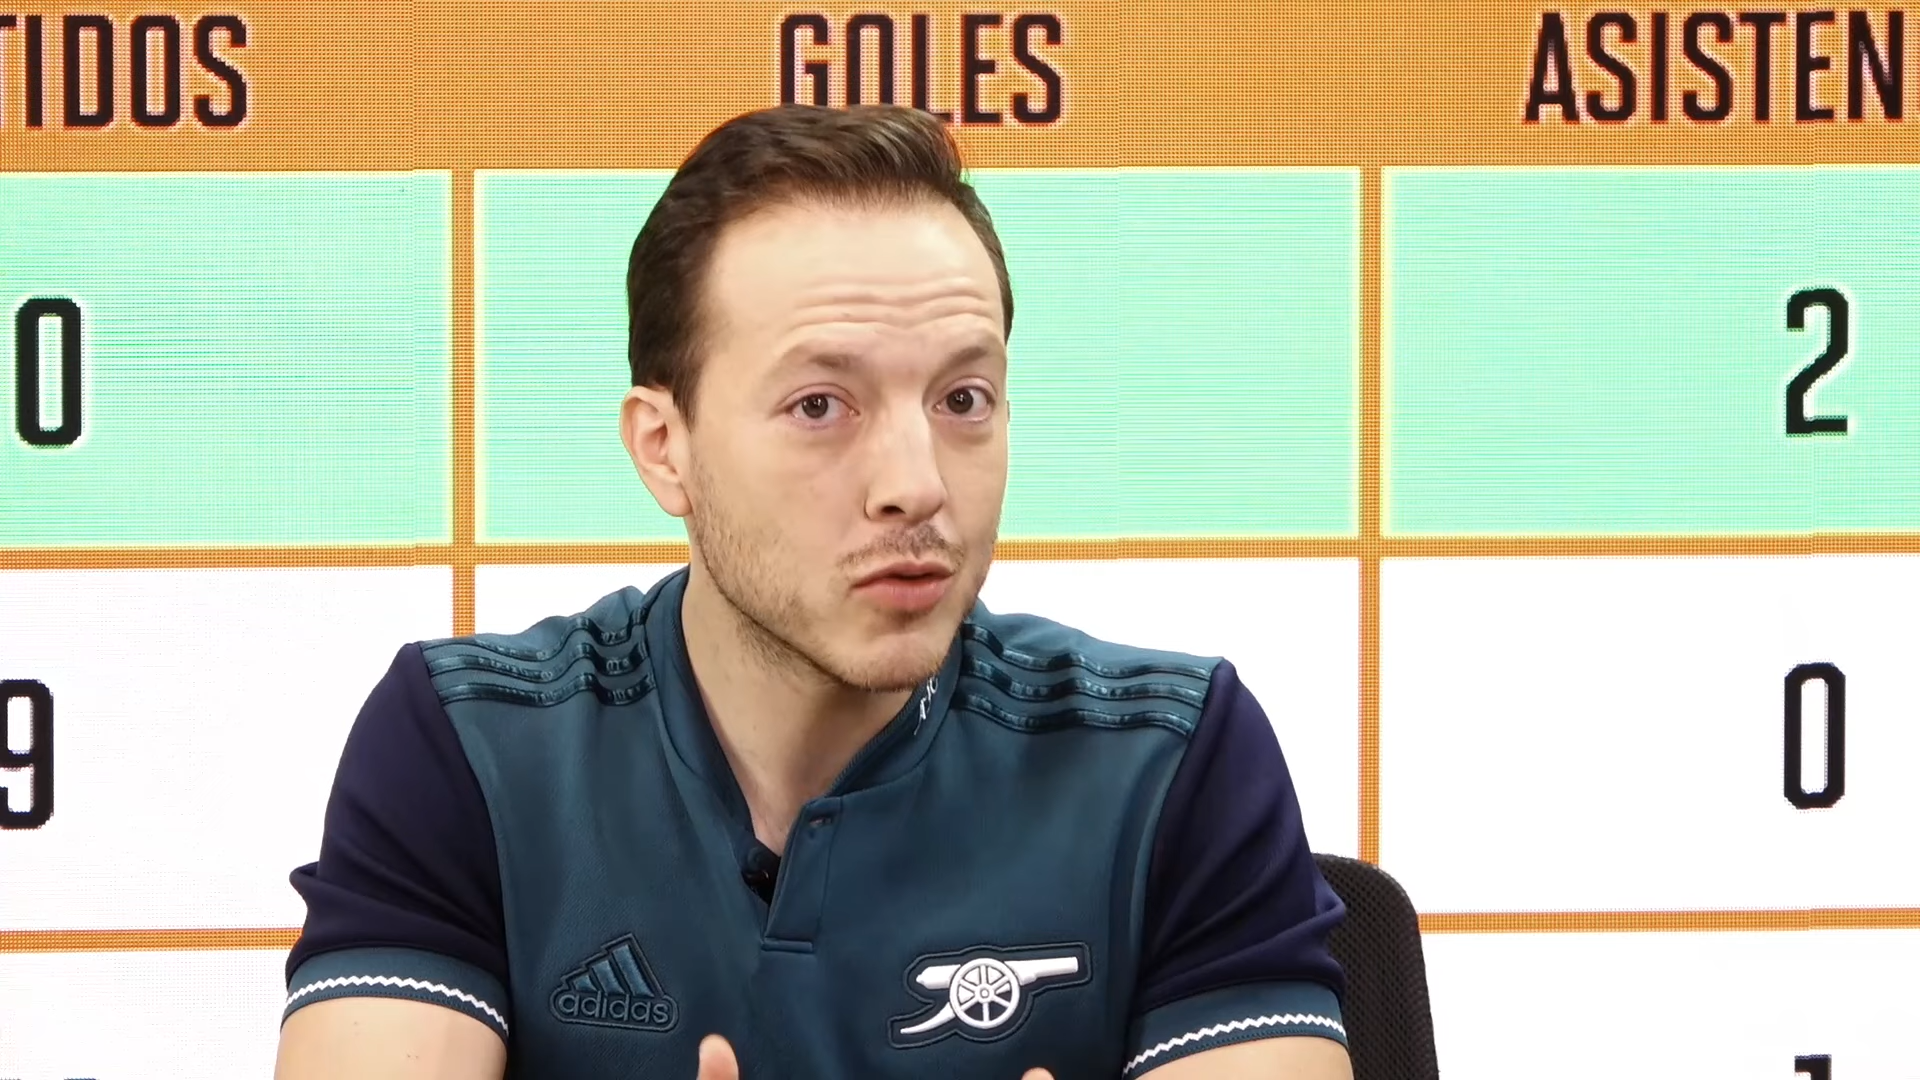 TIDOS GOLES ASISTEN
0 2
9 0
adidas